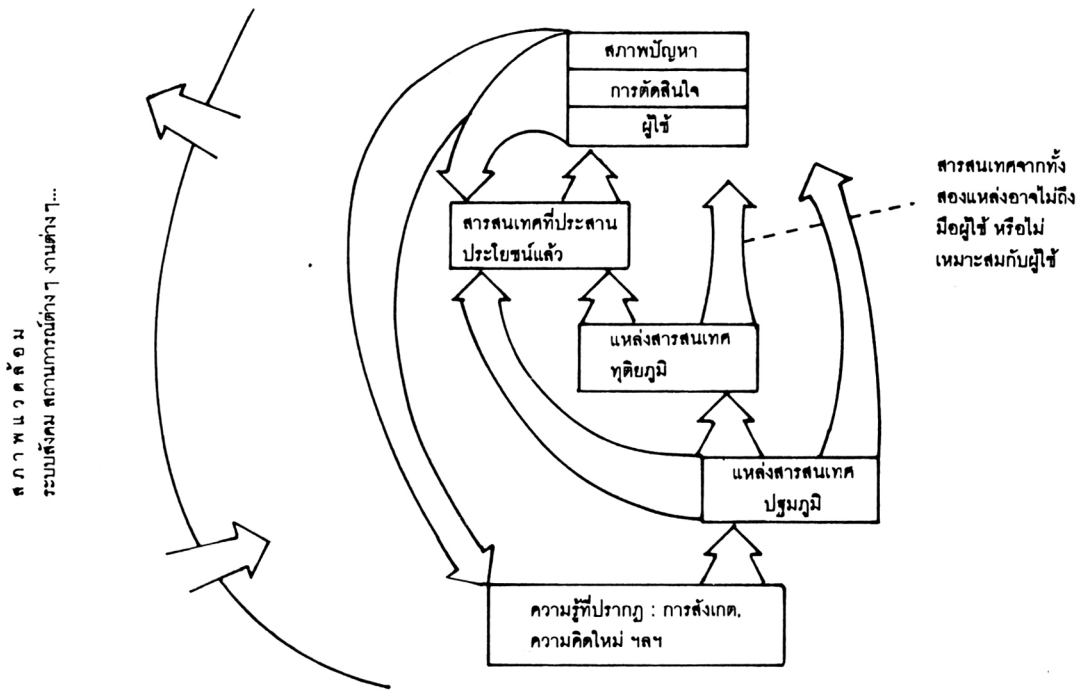 สภาพปัญหา
การตัดสินใจ
ผู้ใช้
สารสนเทศจากทั้ง
สองแหล่งอาจไม่ถึง
มือผู้ใช้ หรือไม่
เหมาะสมกับผู้ใช้
สารสนเทศที่ประสาน
ประโยชน์แล้ว
แหล่งสารสนเทศ
ทุติยภูมิ
แหล่งสารสนเทศ
ปฐมภูมิ
ความรู้ที่ปรากฏ : การสังเกต,
ความคิดใหม่ ฯลฯ
สภาพแวดล้อม
ระบบสังคม สถานการณ์ต่างๆ งานต่างๆ...